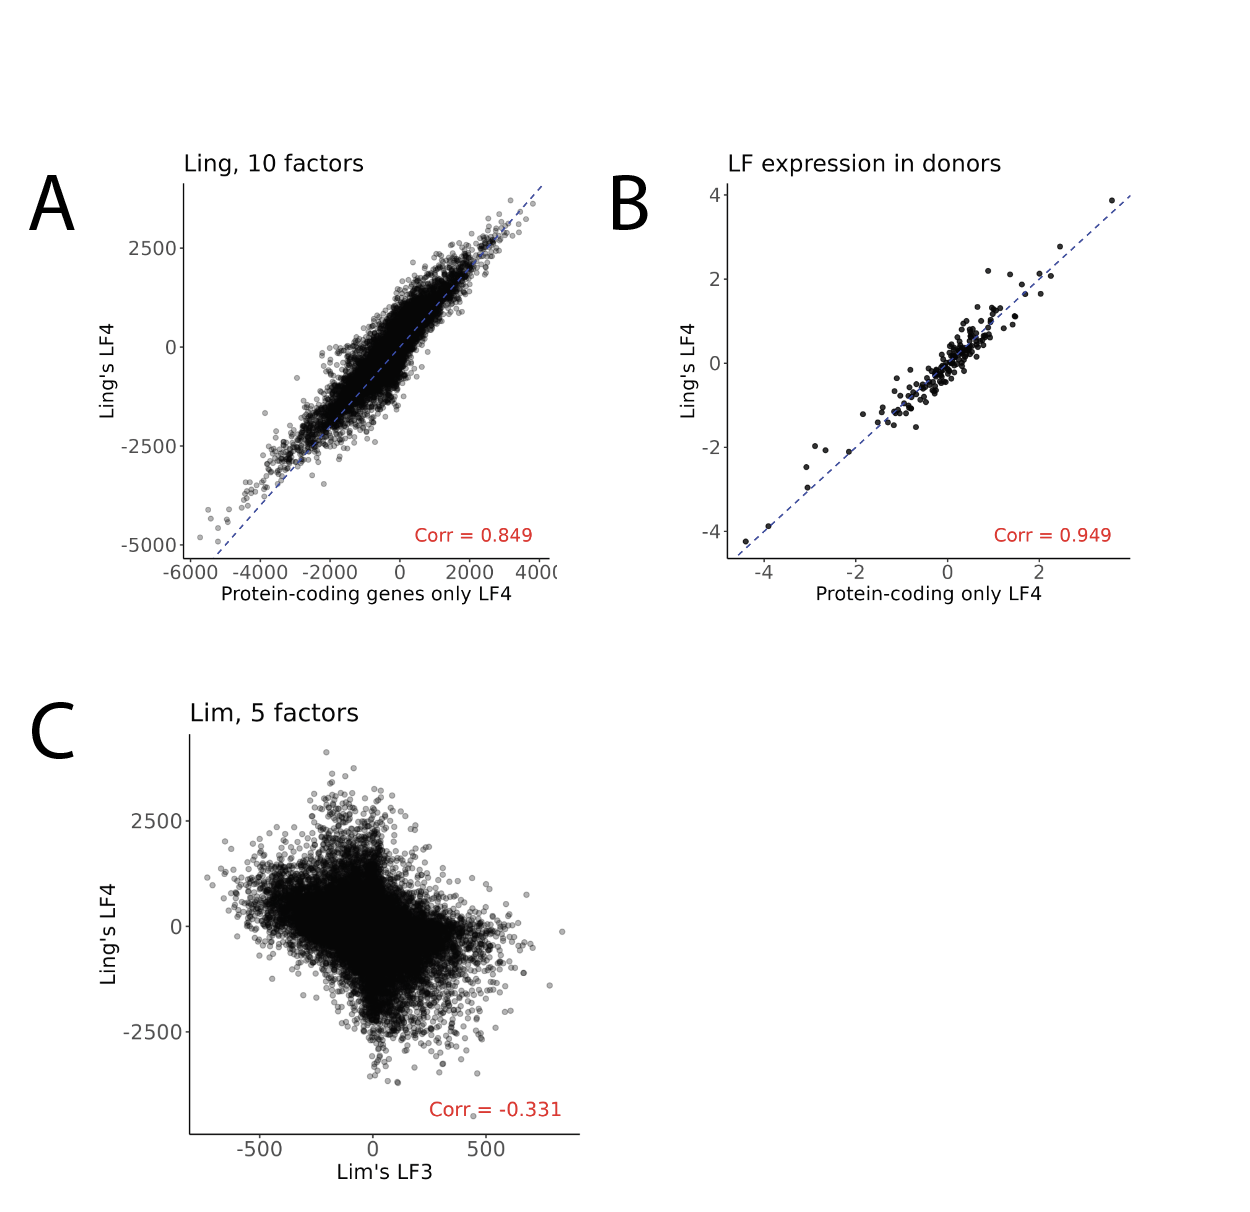 A
Ling, 10 factors
Ling's LF4
2500
0
-2500
-5000
Corr = 0.849
-6000 -4000 -2000 0 2000 4000
Protein-coding genes only LF4
B
LF expression in donors
Ling's LF4
4
2
0
-2
-4
Corr = 0.949
-4 -2 0 2
Protein-coding only LF4
C
Lim, 5 factors
Ling's LF4
2500
0
-2500
Corr = -0.331
-500 0 500
Lim's LF3